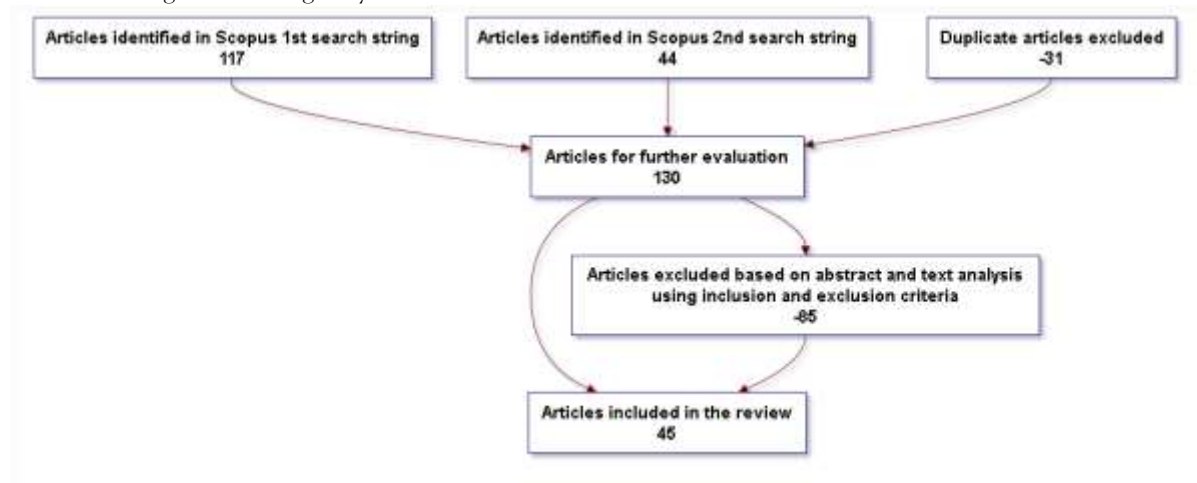 Articles identified in Scopus 1st search string
117
Articles identified in Scopus 2nd search string
44
Duplicate articles excluded
-31
Articles for further evaluation
130
Articles excluded based on abstract and text analysis
using inclusion and exclusion criteria
-85
Articles included in the review
45